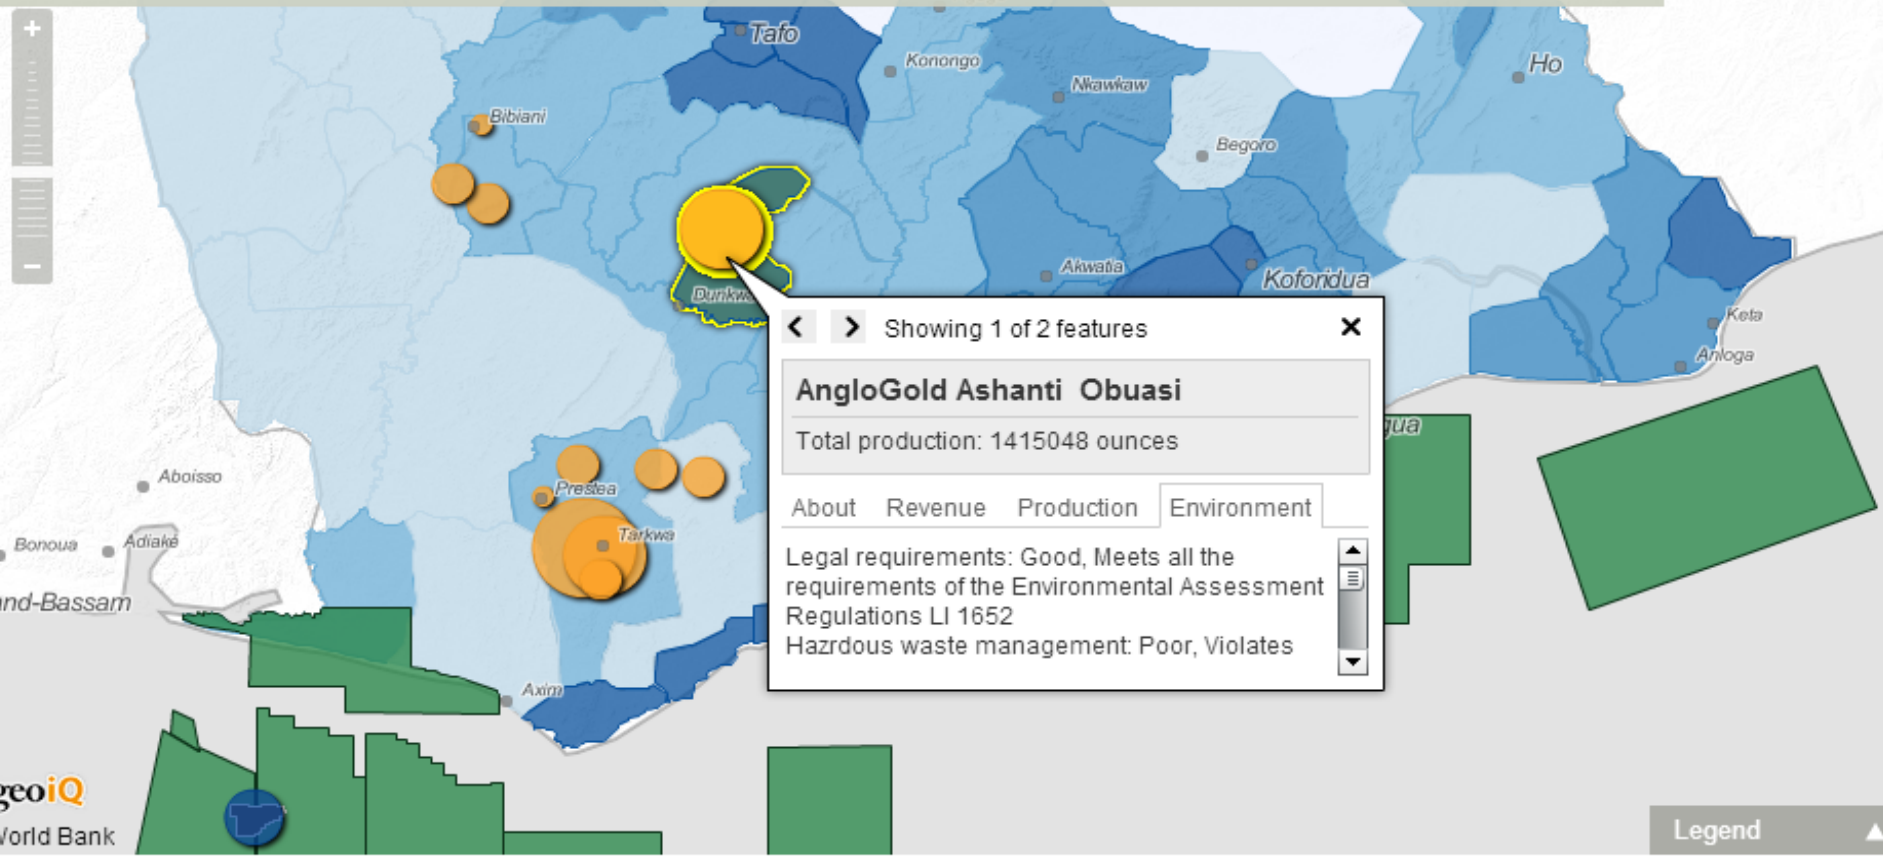 Tafo
Konongo
Nkawkaw
Ho
Bibiani
Begoro
Akwatia
Koforidua
Keta
Anloga
Showing 1 of 2 features
AngloGold Ashanti Obuasi
Total production: 1415048 ounces
About Revenue Production Environment
Legal requirements: Good, Meets all the
requirements of the Environmental Assessment
Regulations LI 1652
Hazrdous waste management: Poor, Violates
Aboisso
Prestea
Tarkwa
Bonoua
Adiaké
nd-Bassam
Axim
geoiQ
World Bank
Legend